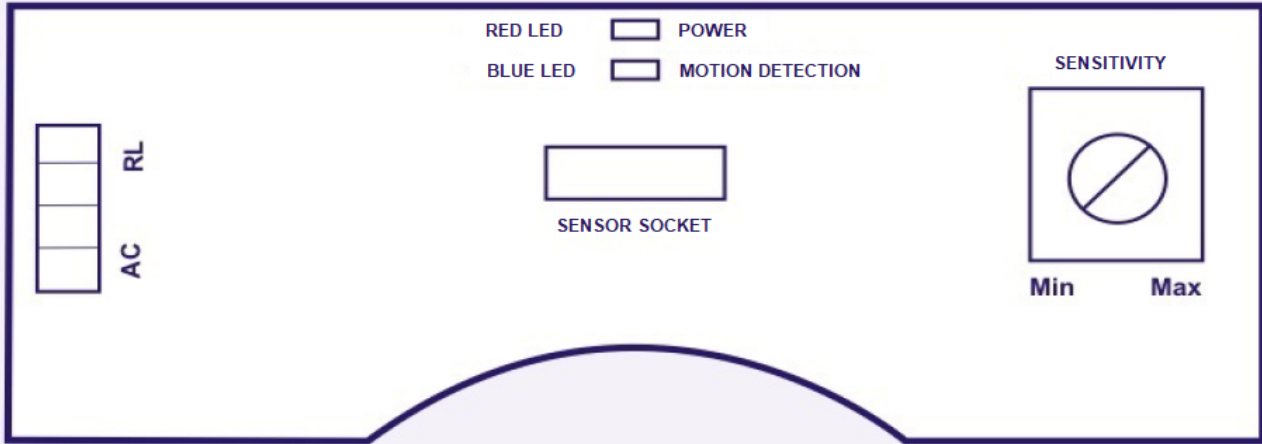 RED LED POWER
BLUE LED MOTION DETECTION
SENSITIVITY
RL
AC
SENSOR SOCKET
Min Max